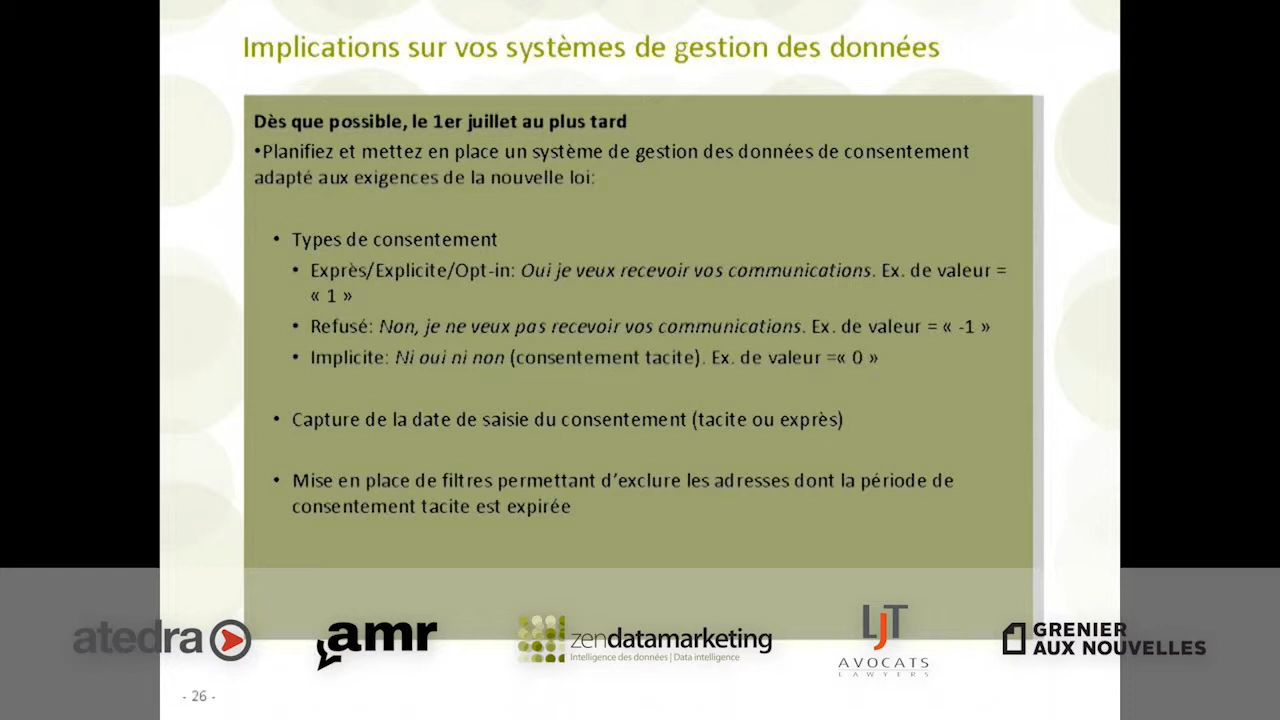 Implications sur vos systèmes de gestion des données
Dès que possible, le 1er juillet au plus tard
•Planifiez et mettez en place un système de gestion des données de consentement
adapté aux exigences de la nouvelle loi:
• Types de consentement
• Exprès/Explicite/Opt-in: Oui je veux recevoir vos communications. Ex. de valeur =
« 1 »
• Refusé: Non, je ne veux pas recevoir vos communications. Ex. de valeur = « -1 »
• Implicite: Ni oui ni non (consentement tacite). Ex. de valeur =« 0 »
• Capture de la date de saisie du consentement (tacite ou exprès)
• Mise en place de filtres permettant d’exclure les adresses dont la période de
consentement tacite est expirée
atedra
amr
zendatamarketing
Intelligence des données | Data intelligence
LJT
AVOCATS
LAWYERS
GRENIER
AUX NOUVELLES
- 26 -